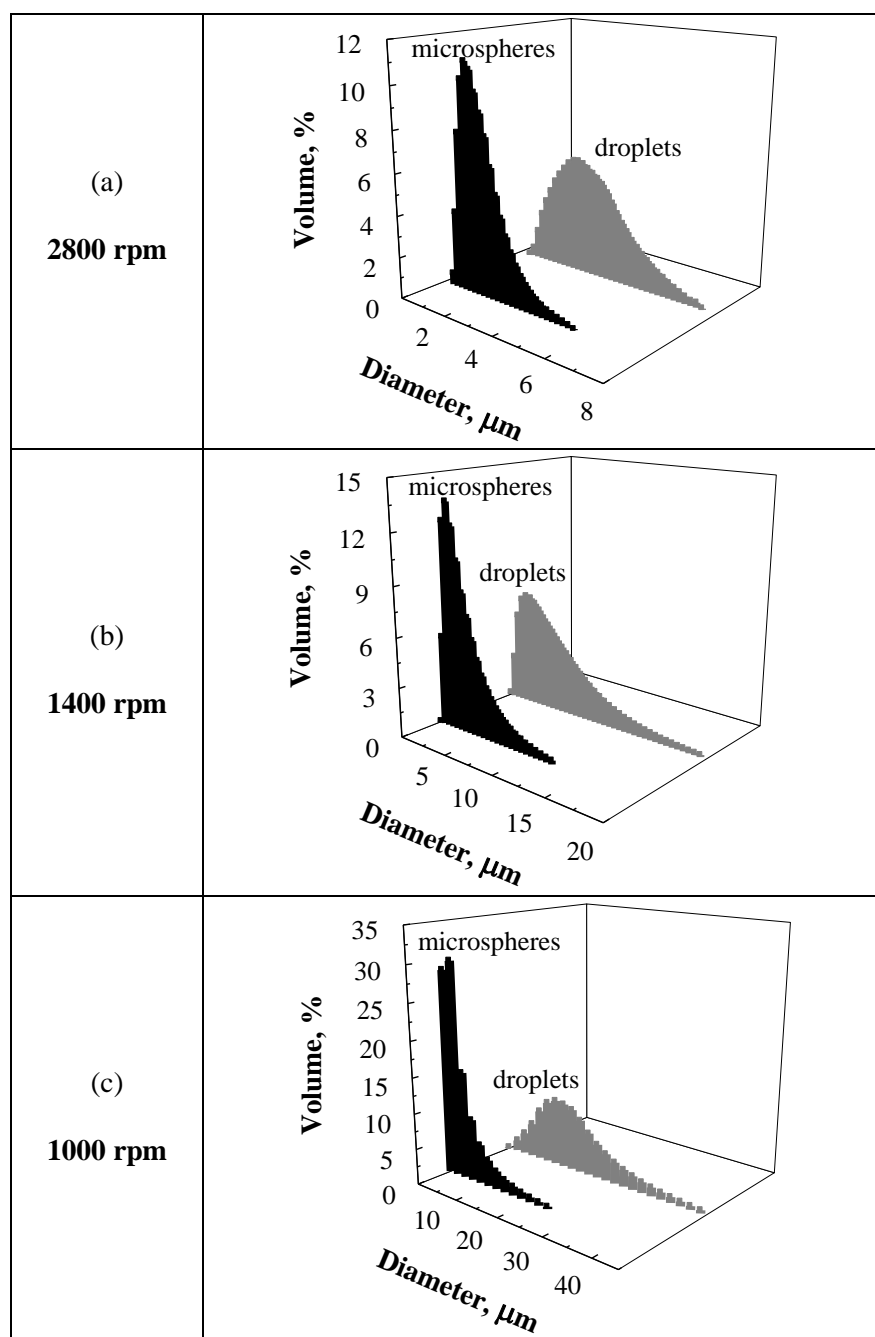 (a)
2800 rpm
12
10
8
6
4
2
0
Volume, %
microspheres
droplets
2
4
6
8
Diameter, μm
(b)
1400 rpm
15
12
9
6
3
0
Volume, %
microspheres
droplets
5
10
15
20
Diameter, μm
(c)
1000 rpm
35
30
25
20
15
10
5
0
Volume, %
microspheres
droplets
10
20
30
40
Diameter, μm